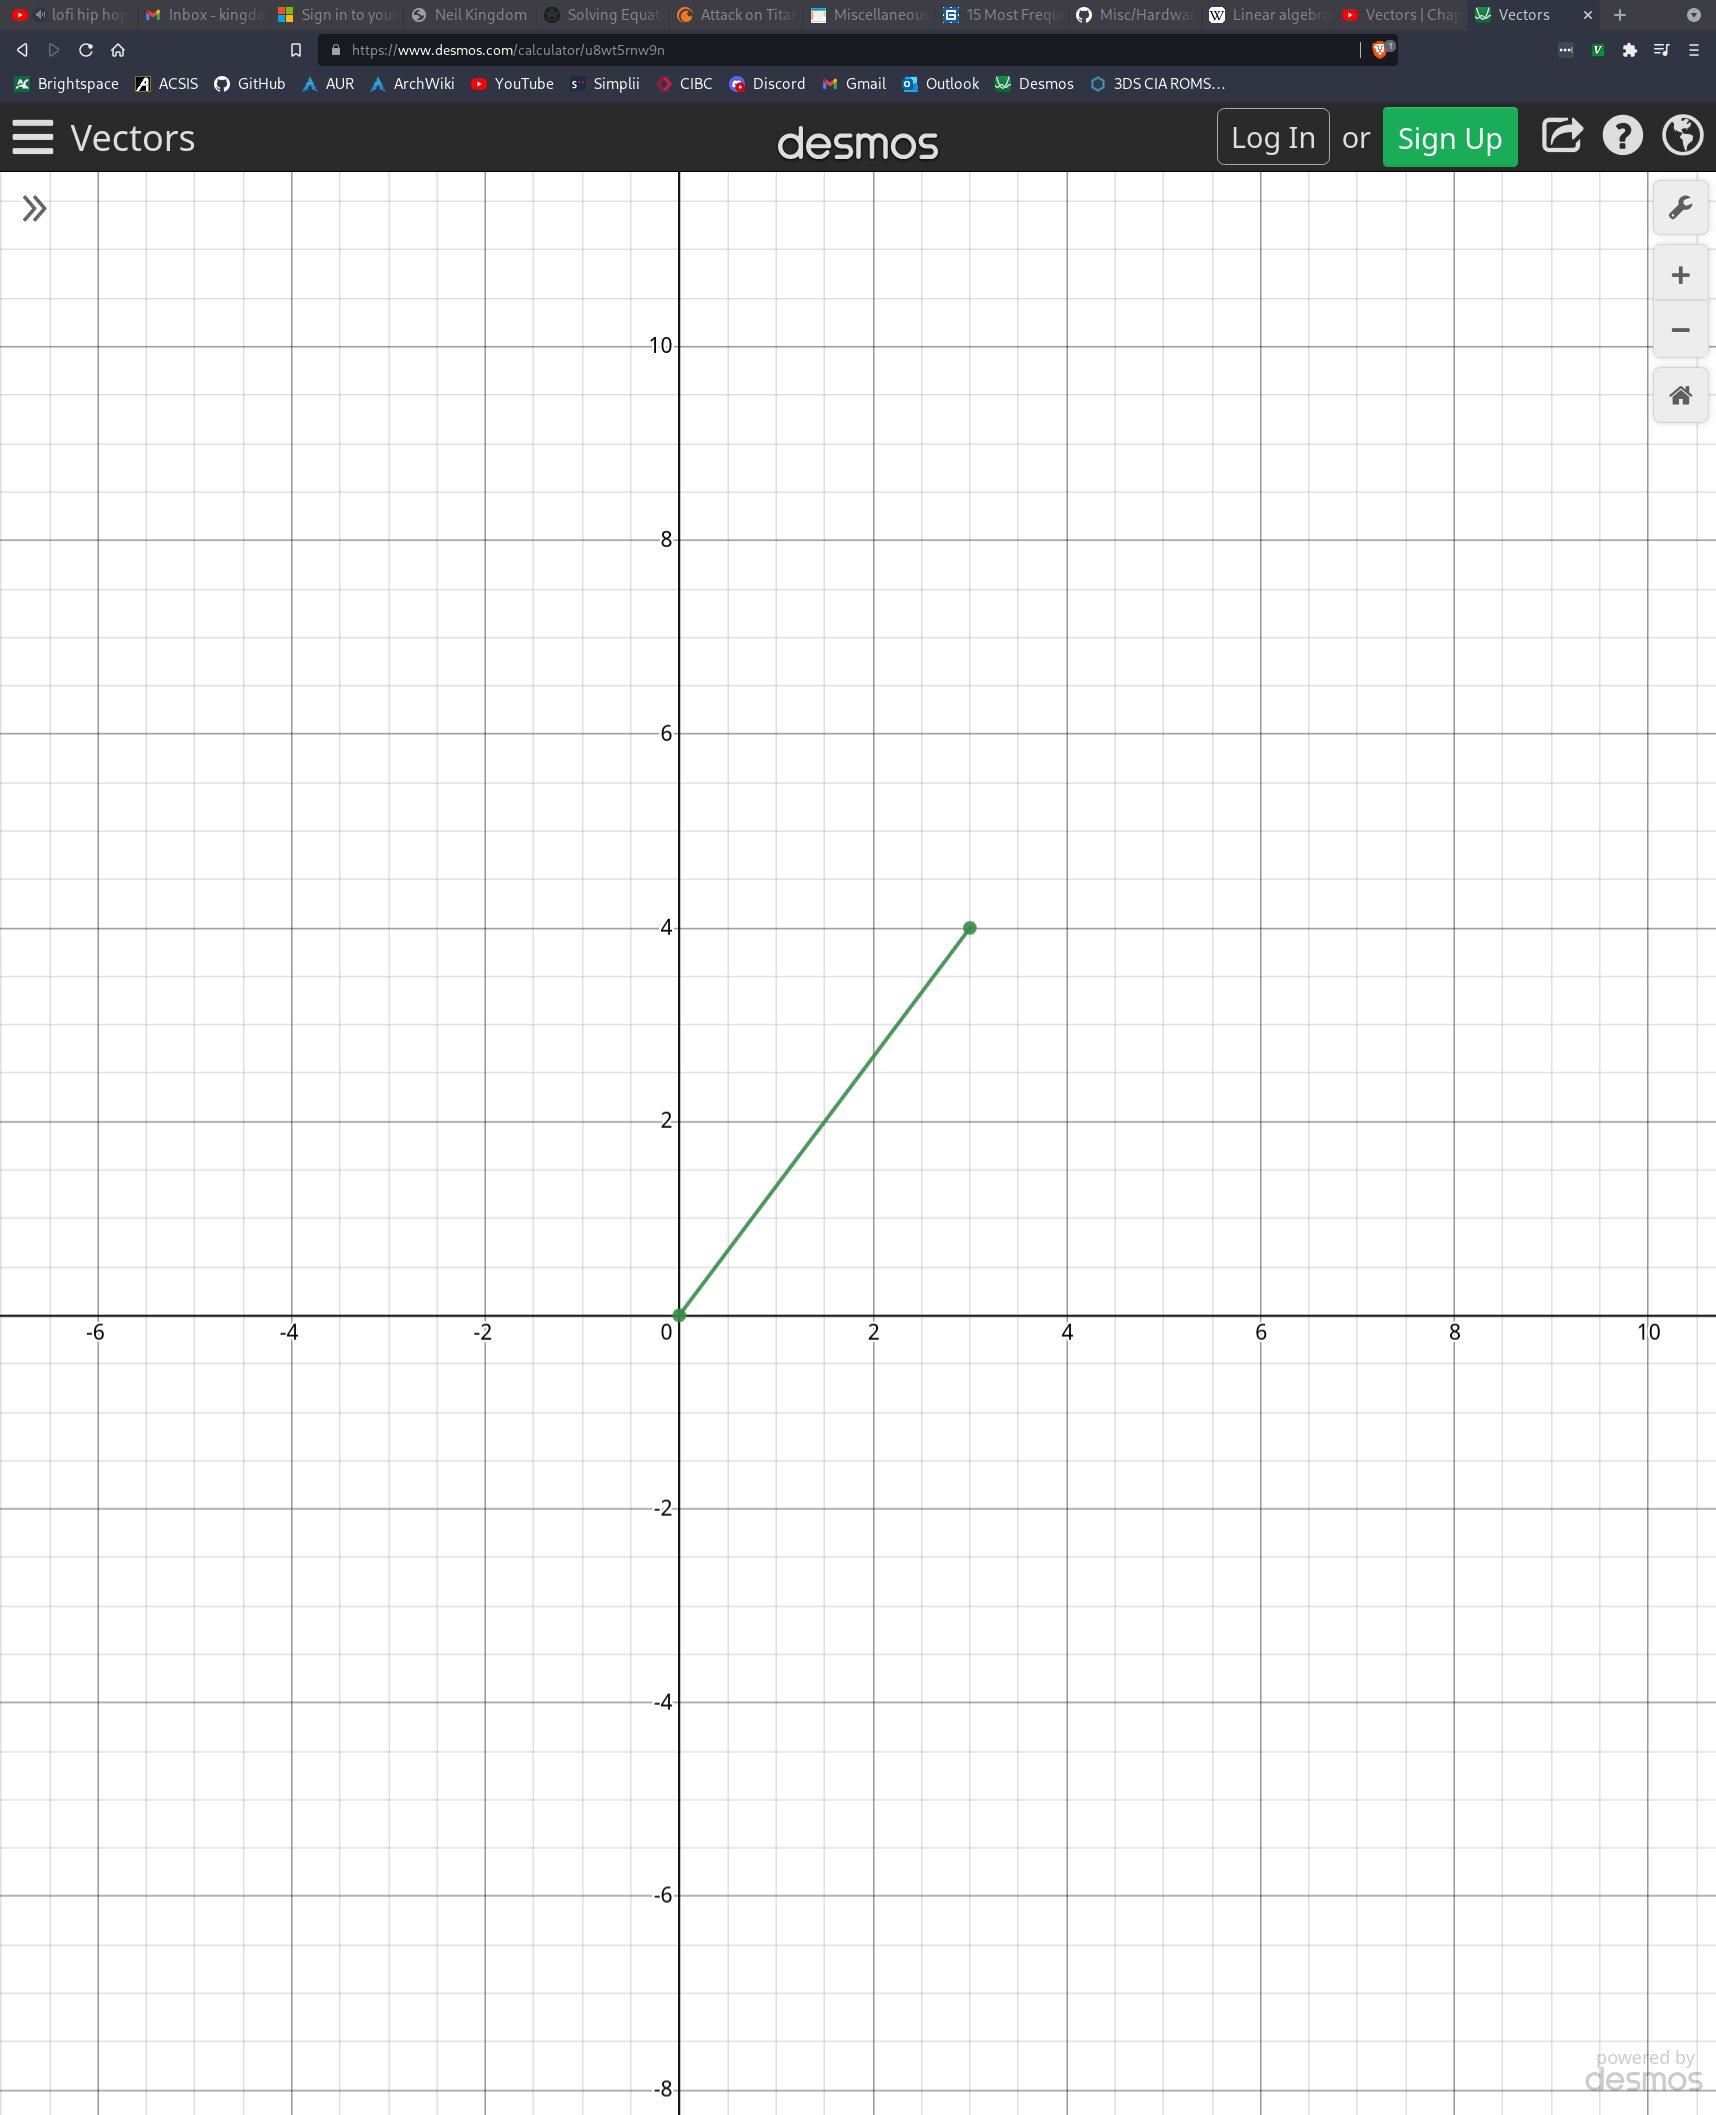 lofi hip hop Inbox - kingdo Sign in to your Neil Kingdom Solving Equati Attack on Titan Miscellaneous 15 Most Frequ Misc/Hardwar Linear algebra Vectors | Chap Vectors
https://www.desmos.com/calculator/u8wt5rnw9n 1
Brightspace ACSIS GitHub AUR ArchWiki YouTube Simplii CIBC Discord Gmail Outlook Desmos 3DS CIA ROMS...
Vectors desmos Log In or Sign Up
10
8
6
4
2
-6 -4 -2 0 2 4 6 8 10
-2
-4
-6
-8
powered by
desmos